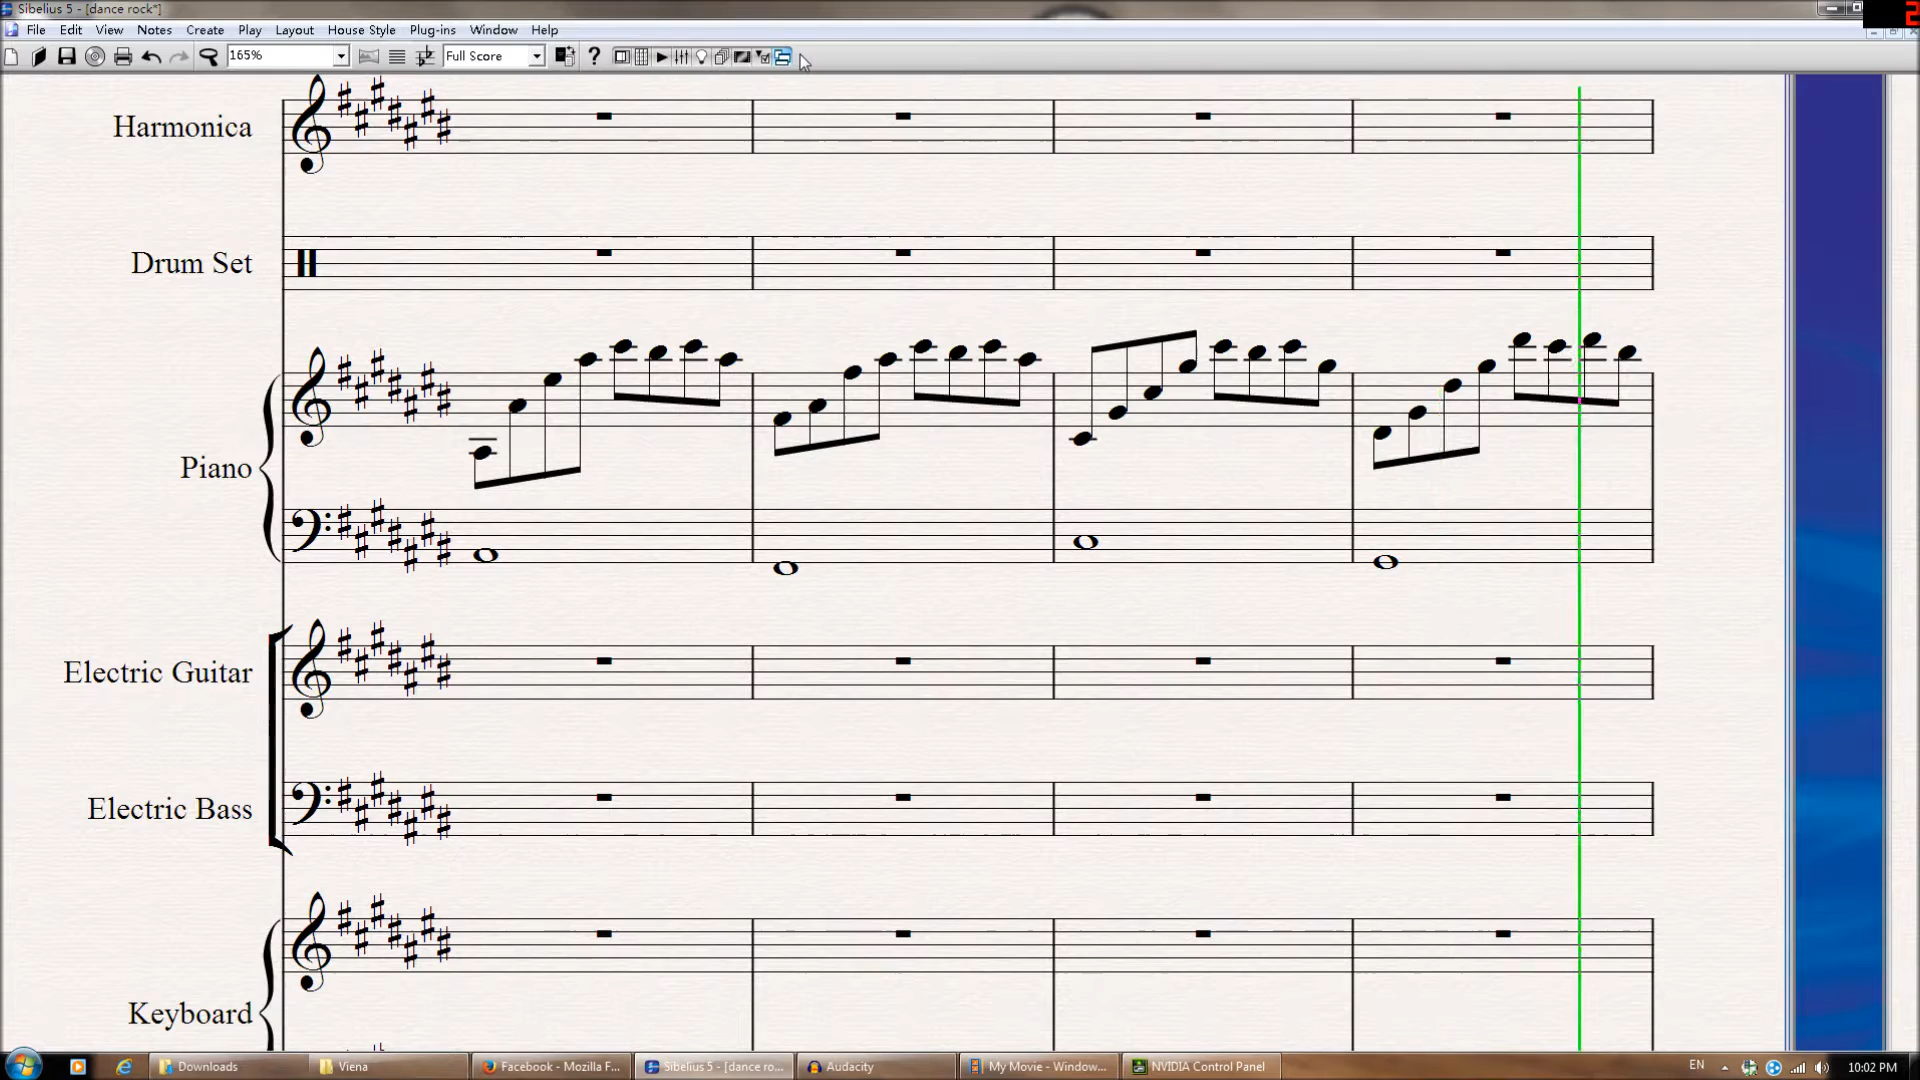 Sibelius 5 - [dance rock*]
File Edit View Notes Create Play Layout House Style Plug-ins Window Help
165% Full Score ?
2
Harmonica
Drum Set
Piano
Electric Guitar
Electric Bass
Keyboard
Downloads Viena Facebook - Mozilla F... Sibelius 5 - [dance ro... Audacity My Movie - Window... NVIDIA Control Panel EN 10:02 PM